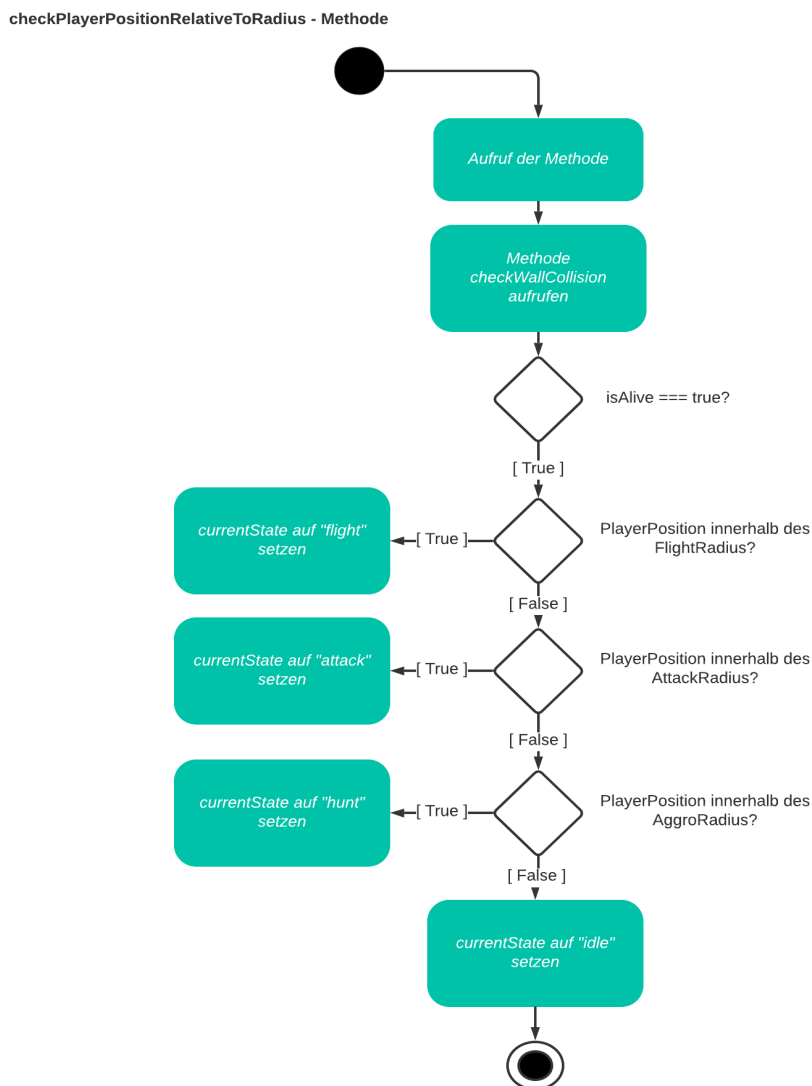 checkPlayerPositionRelativeToRadius - Methode
Aufruf der Methode
Methode
checkWallCollision
aufrufen
isAlive === true?
[ True ]
currentState auf "flight"
setzen
[ True ]
PlayerPosition innerhalb des
FlightRadius?
[ False ]
currentState auf "attack"
setzen
[ True ]
PlayerPosition innerhalb des
AttackRadius?
[ False ]
currentState auf "hunt"
setzen
[ True ]
PlayerPosition innerhalb des
AggroRadius?
[ False ]
currentState auf "idle"
setzen